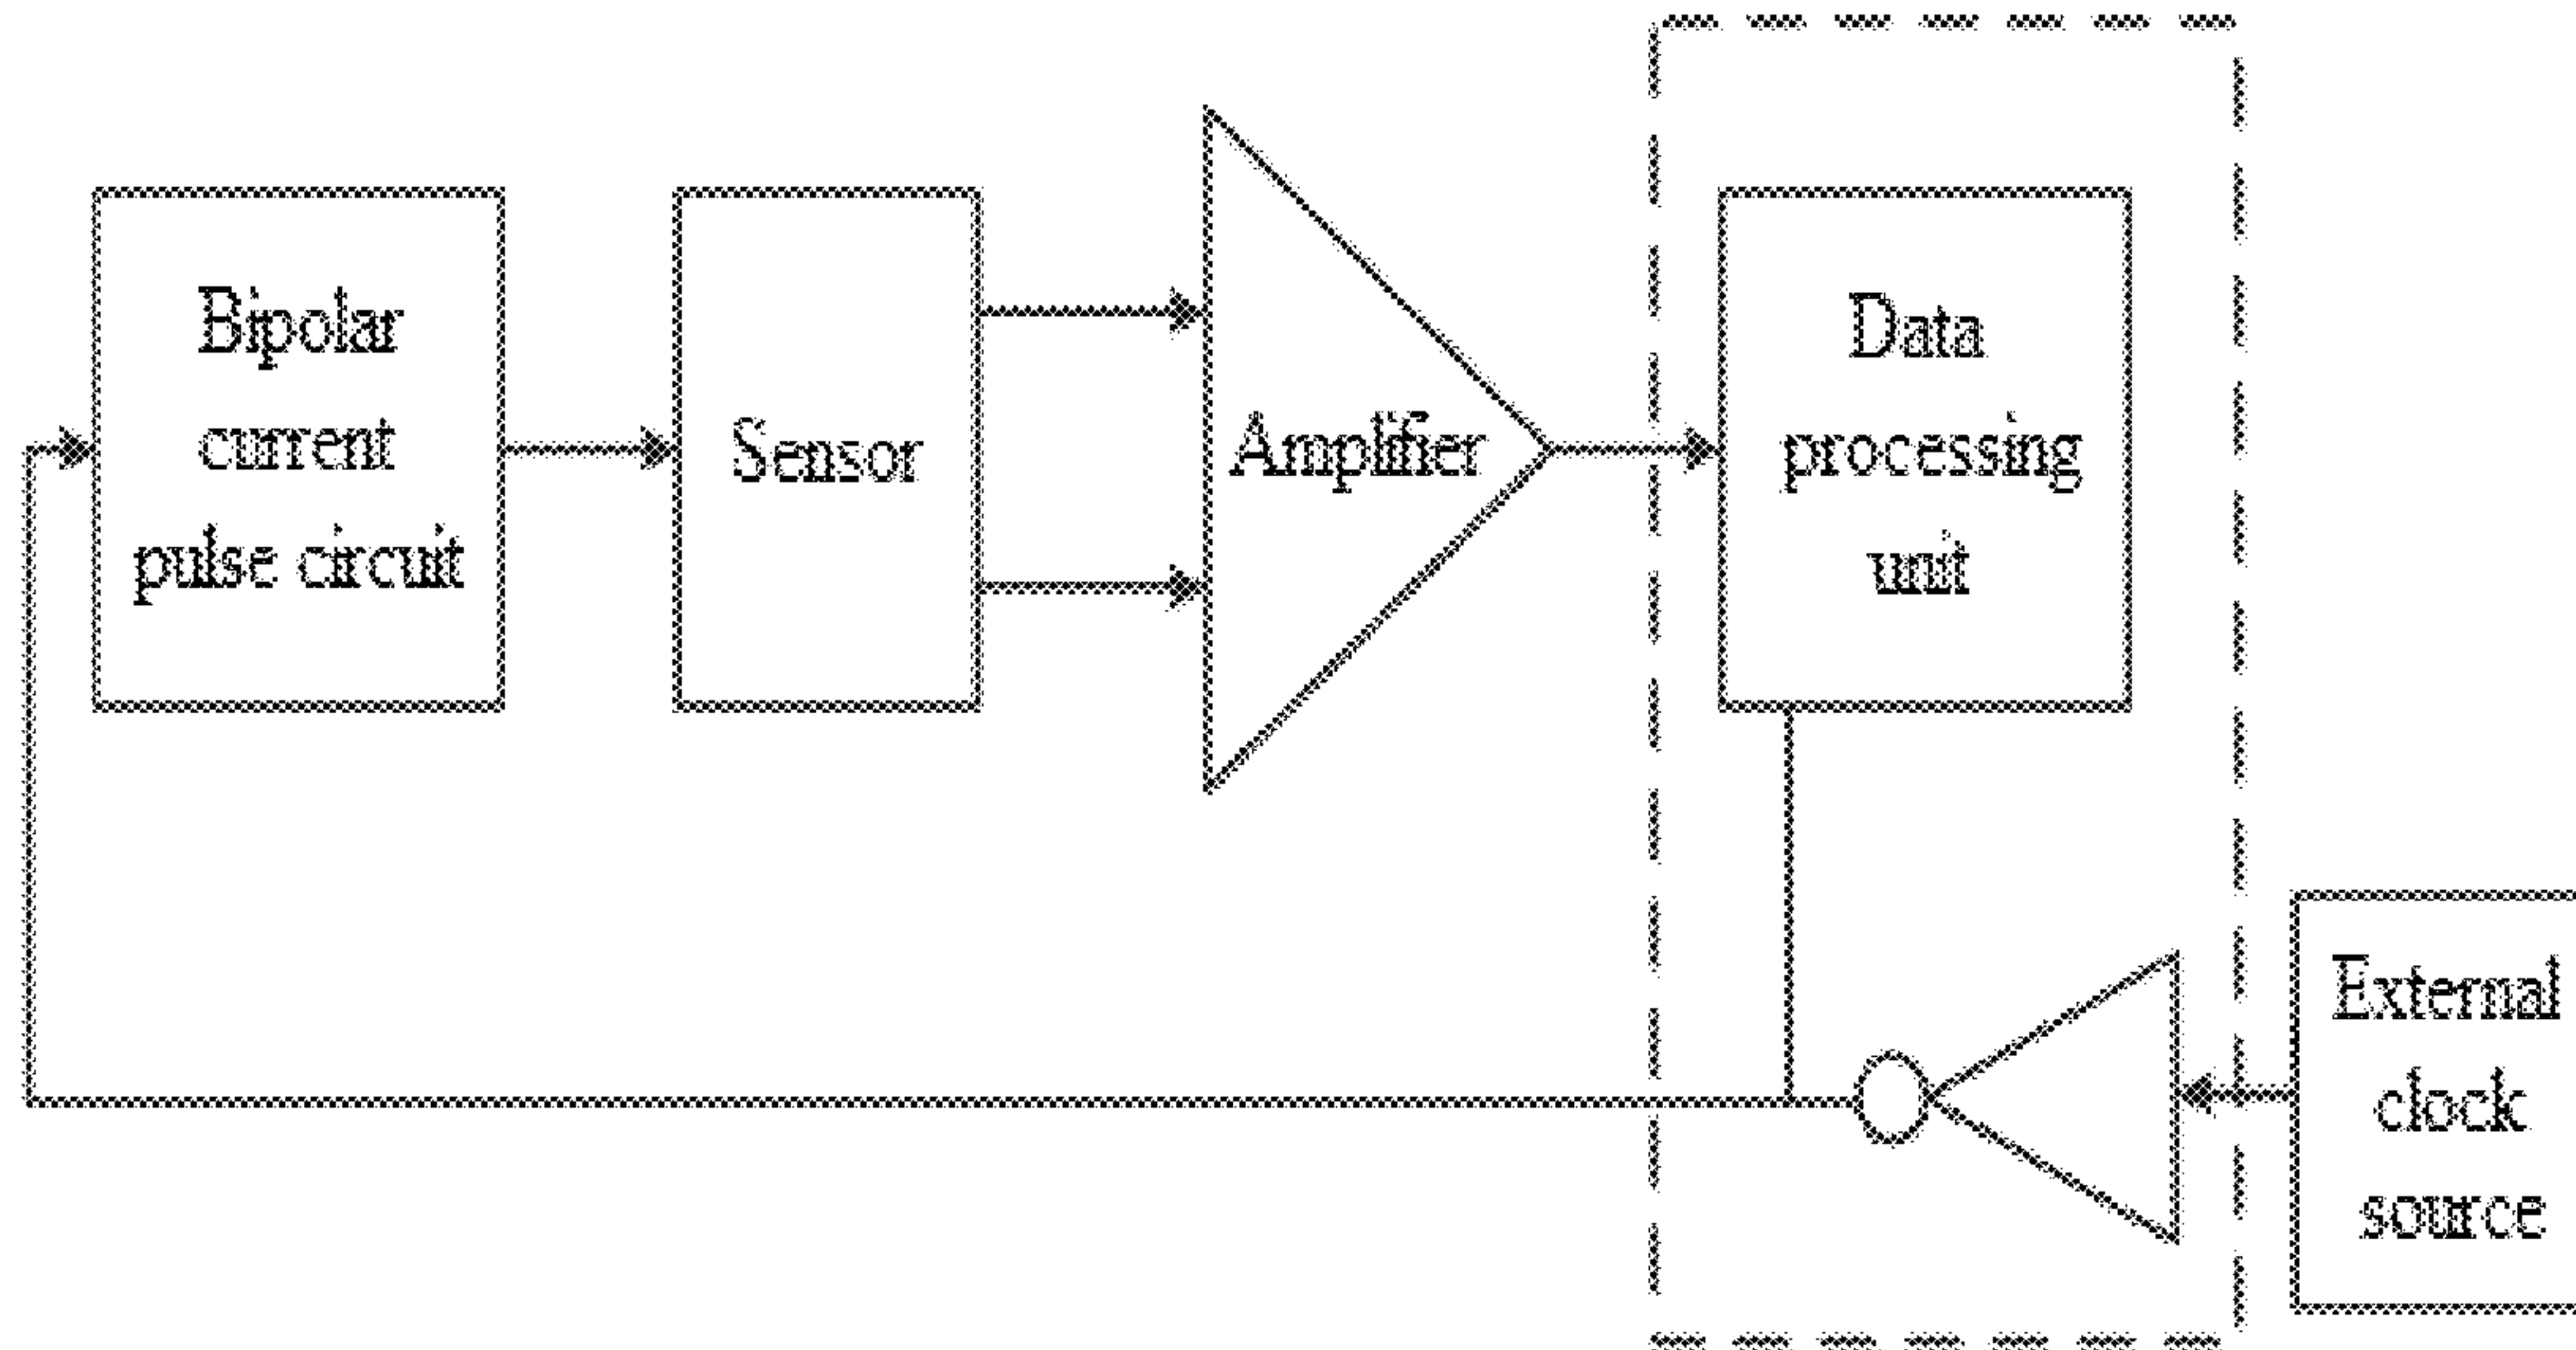 Bipolar
current
pulse circuit
Sensor
Amplifier
Data
processing
unit
External
clock
source